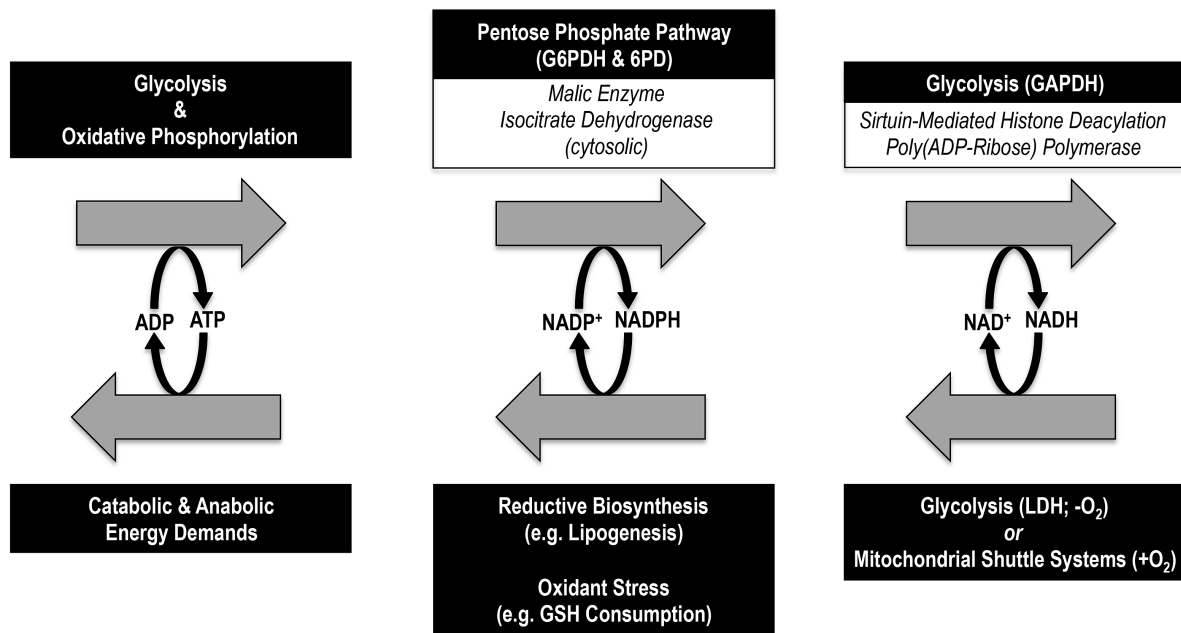 Glycolysis
&
Oxidative Phosphorylation
ADP
ATP
Catabolic & Anabolic
Energy Demands
Pentose Phosphate Pathway
(G6PDH & 6PD)
Malic Enzyme
Isocitrate Dehydrogenase
(cytosolic)
NADP⁺
NADPH
Reductive Biosynthesis
(e.g. Lipogenesis)
Oxidant Stress
(e.g. GSH Consumption)
Glycolysis (GAPDH)
Sirtuin-Mediated Histone Deacylation
Poly(ADP-Ribose) Polymerase
NAD⁺
NADH
Glycolysis (LDH; -O₂)
or
Mitochondrial Shuttle Systems (+O₂)